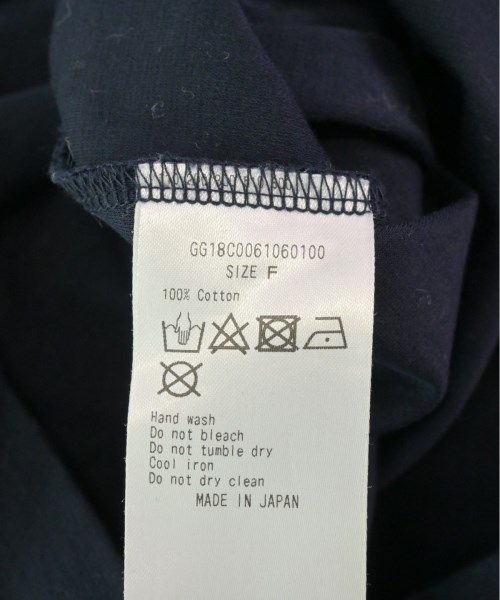 GG18C0061060100
SIZE F
100% Cotton
Hand wash
Do not bleach
Do not tumble dry
Cool iron
Do not dry clean
MADE IN JAPAN